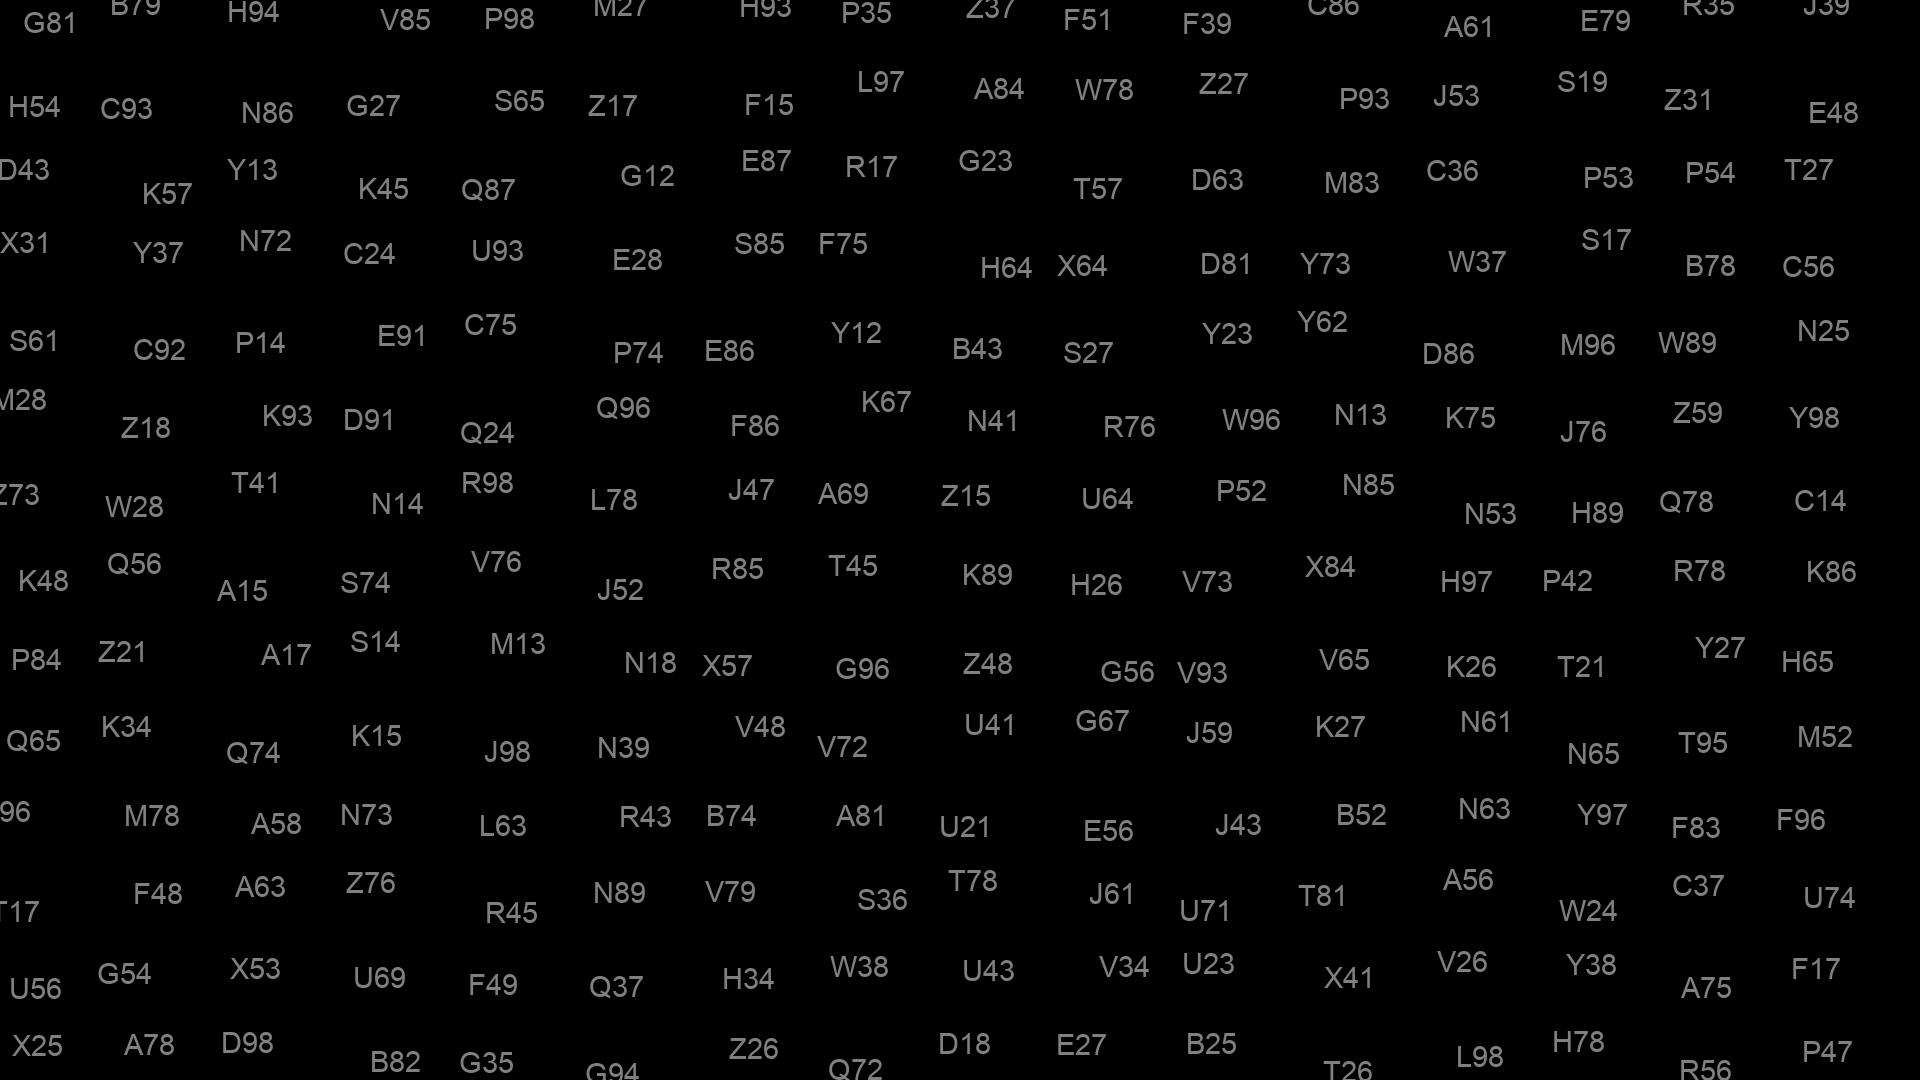 G81 B79 H94 V85 P98 M27 H93 P35 Z37 F51 F39 C86 A61 E79 R35 J39
H54 C93 N86 G27 S65 Z17 F15 L97 A84 W78 Z27 P93 J53 S19 Z31 E48
D43 K57 Y13 K45 Q87 G12 E87 R17 G23 T57 D63 M83 C36 P53 P54 T27
X31 Y37 N72 C24 U93 E28 S85 F75 H64 X64 D81 Y73 W37 S17 B78 C56
S61 C92 P14 E91 C75 P74 E86 Y12 B43 S27 Y23 Y62 D86 M96 W89 N25
M28 Z18 K93 D91 Q24 Q96 F86 K67 N41 R76 W96 N13 K75 J76 Z59 Y98
Z73 W28 T41 N14 R98 L78 J47 A69 Z15 U64 P52 N85 N53 H89 Q78 C14
K48 Q56 A15 S74 V76 J52 R85 T45 K89 H26 V73 X84 H97 P42 R78 K86
P84 Z21 A17 S14 M13 N18 X57 G96 Z48 G56 V93 V65 K26 T21 Y27 H65
Q65 K34 Q74 K15 J98 N39 V48 V72 U41 G67 J59 K27 N61 N65 T95 M52
96 M78 A58 N73 L63 R43 B74 A81 U21 E56 J43 B52 N63 Y97 F83 F96
T17 F48 A63 Z76 R45 N89 V79 S36 T78 J61 U71 T81 A56 W24 C37 U74
U56 G54 X53 U69 F49 Q37 H34 W38 U43 V34 U23 X41 V26 Y38 A75 F17
X25 A78 D98 B82 G35 G94 Z26 Q72 D18 E27 B25 T26 L98 H78 R56 P47